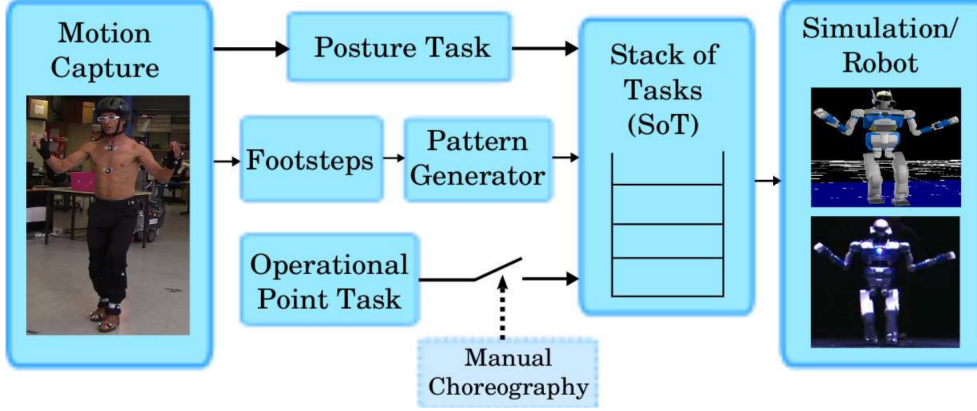 Motion
Capture
Posture Task
Footsteps
Pattern
Generator
Operational
Point Task
Manual
Choreography
Stack of
Tasks
(SoT)
Simulation/
Robot